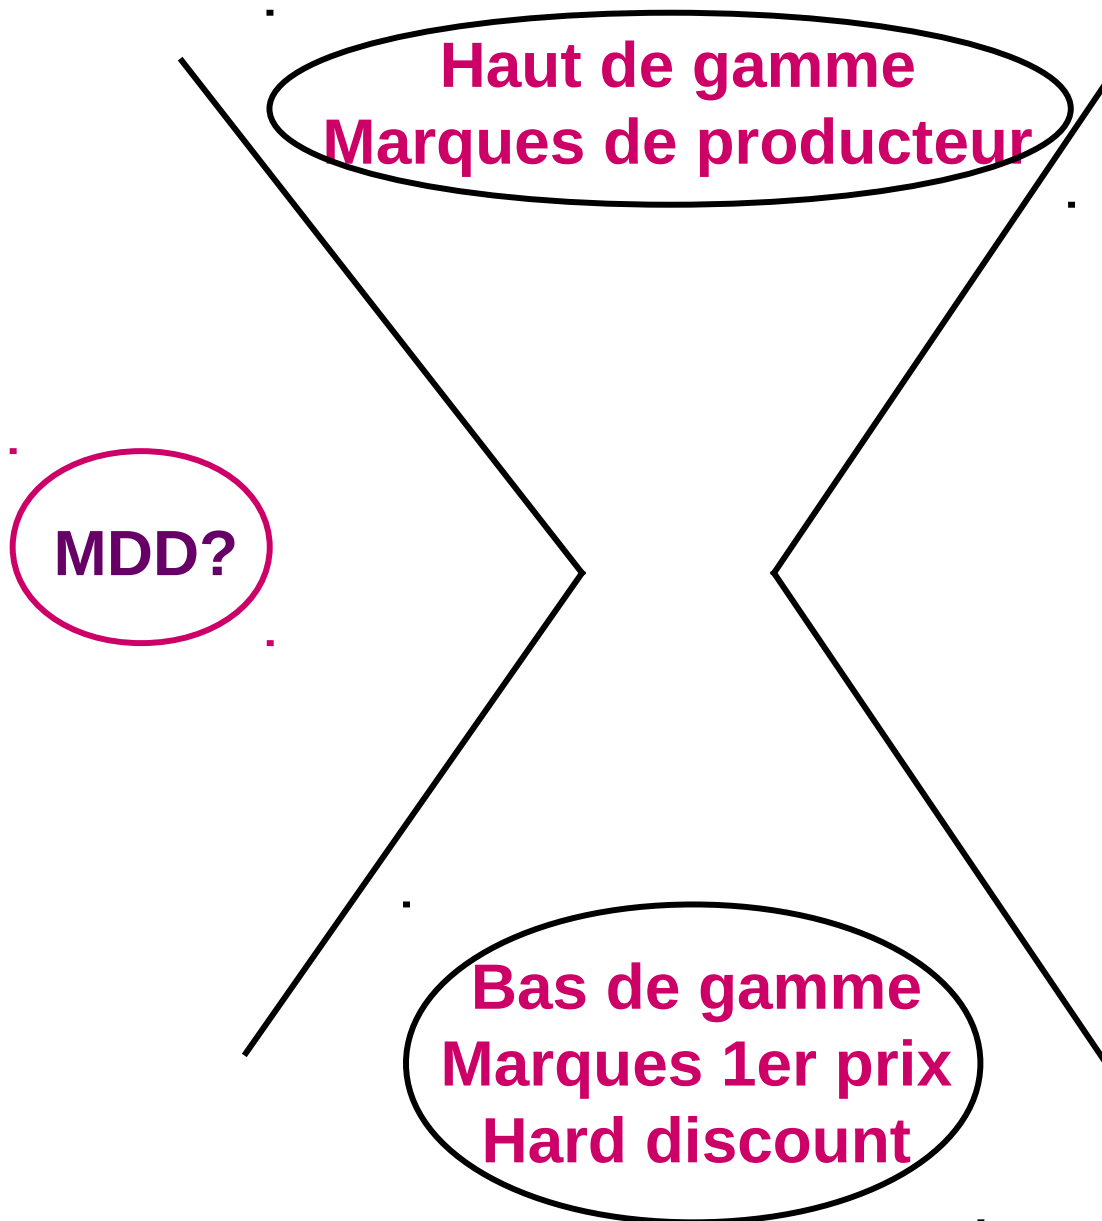 Haut de gamme
Marques de producteur
MDD?
Bas de gamme
Marques 1er prix
Hard discount